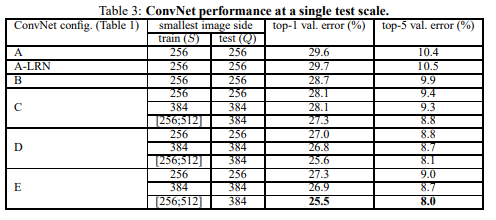 Table 3: ConvNet performance at a single test scale.
ConvNet config. (Table 1) smallest image side top-1 val. error (%) top-5 val. error (%)
train (S) test (Q)
A 256 256 29.6 10.4
A-LRN 256 256 29.7 10.5
B 256 256 28.7 9.9
C 256 256 28.1 9.4
384 384 28.1 9.3
[256;512] 384 27.3 8.8
D 256 256 27.0 8.8
384 384 26.8 8.7
[256;512] 384 25.6 8.1
E 256 256 27.3 9.0
384 384 26.9 8.7
[256;512] 384 25.5 8.0